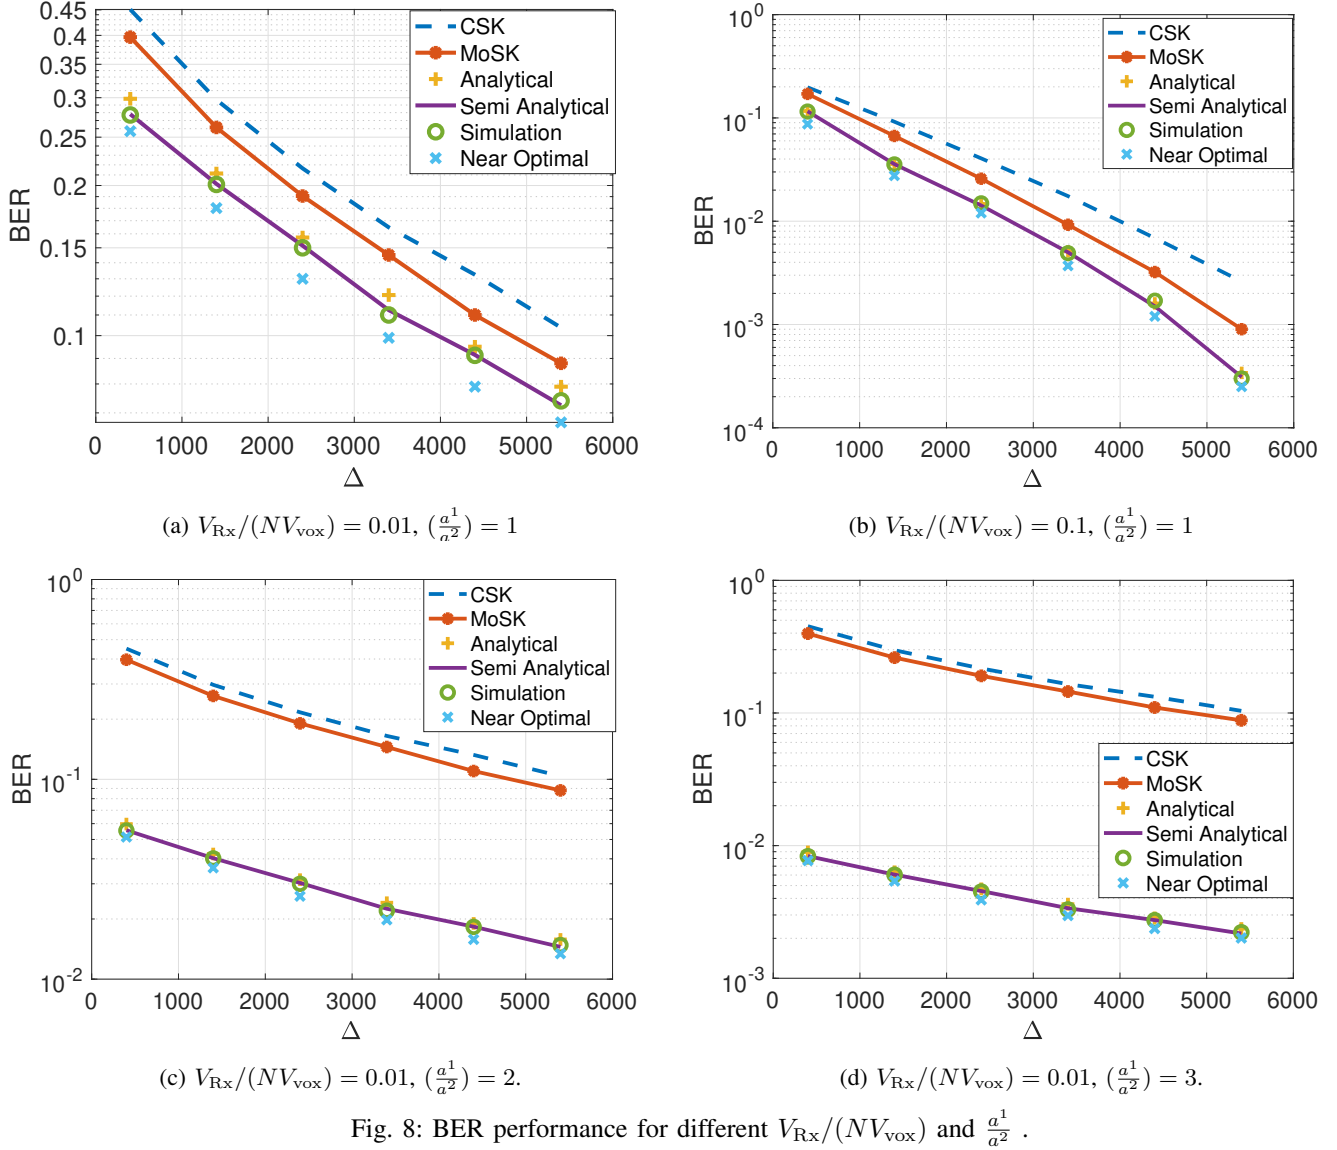 0.45
0.4
0.35
0.3
0.25
0.2
0.15
0.1
BER
0 1000 2000 3000 4000 5000 6000
Δ
CSK
MoSK
Analytical
Semi Analytical
Simulation
Near Optimal
(a) V_Rx/(NV_vox) = 0.01, (a^1/a^2) = 1
10^0
10^-1
10^-2
10^-3
10^-4
BER
0 1000 2000 3000 4000 5000 6000
Δ
CSK
MoSK
Analytical
Semi Analytical
Simulation
Near Optimal
(b) V_Rx/(NV_vox) = 0.1, (a^1/a^2) = 1
10^0
10^-1
10^-2
BER
0 1000 2000 3000 4000 5000 6000
Δ
CSK
MoSK
Analytical
Semi Analytical
Simulation
Near Optimal
(c) V_Rx/(NV_vox) = 0.01, (a^1/a^2) = 2.
10^0
10^-1
10^-2
10^-3
BER
0 1000 2000 3000 4000 5000 6000
Δ
CSK
MoSK
Analytical
Semi Analytical
Simulation
Near Optimal
(d) V_Rx/(NV_vox) = 0.01, (a^1/a^2) = 3.
Fig. 8: BER performance for different V_Rx/(NV_vox) and a^1/a^2 .